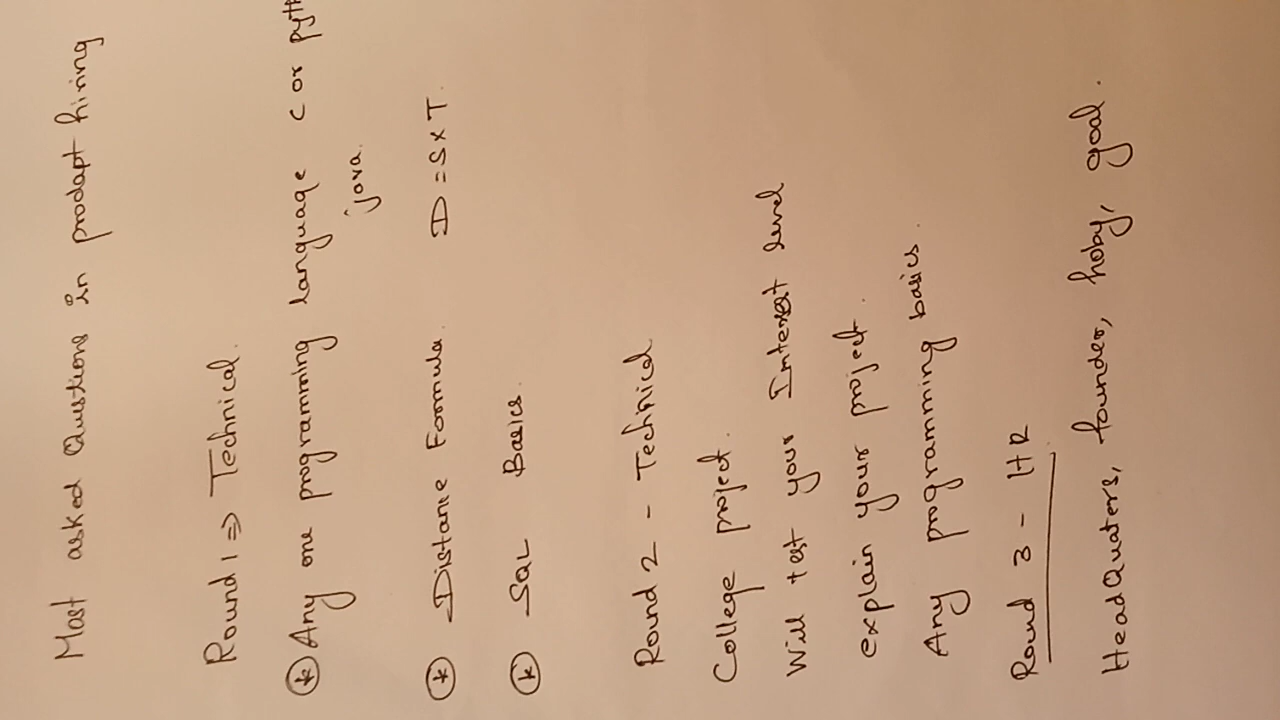 Most asked Questions in prodapt hiring
Round 1 ⇒ Technical.
* Any one programming language C or pyth
java.
* Distance Formula. D = S x T.
* SQL Basics.
Round 2 - Technical
College project.
Will test your Interest level
explain your project.
Any programming basics.
Round 3 - HR
HeadQuaters, founder, hoby, goal.